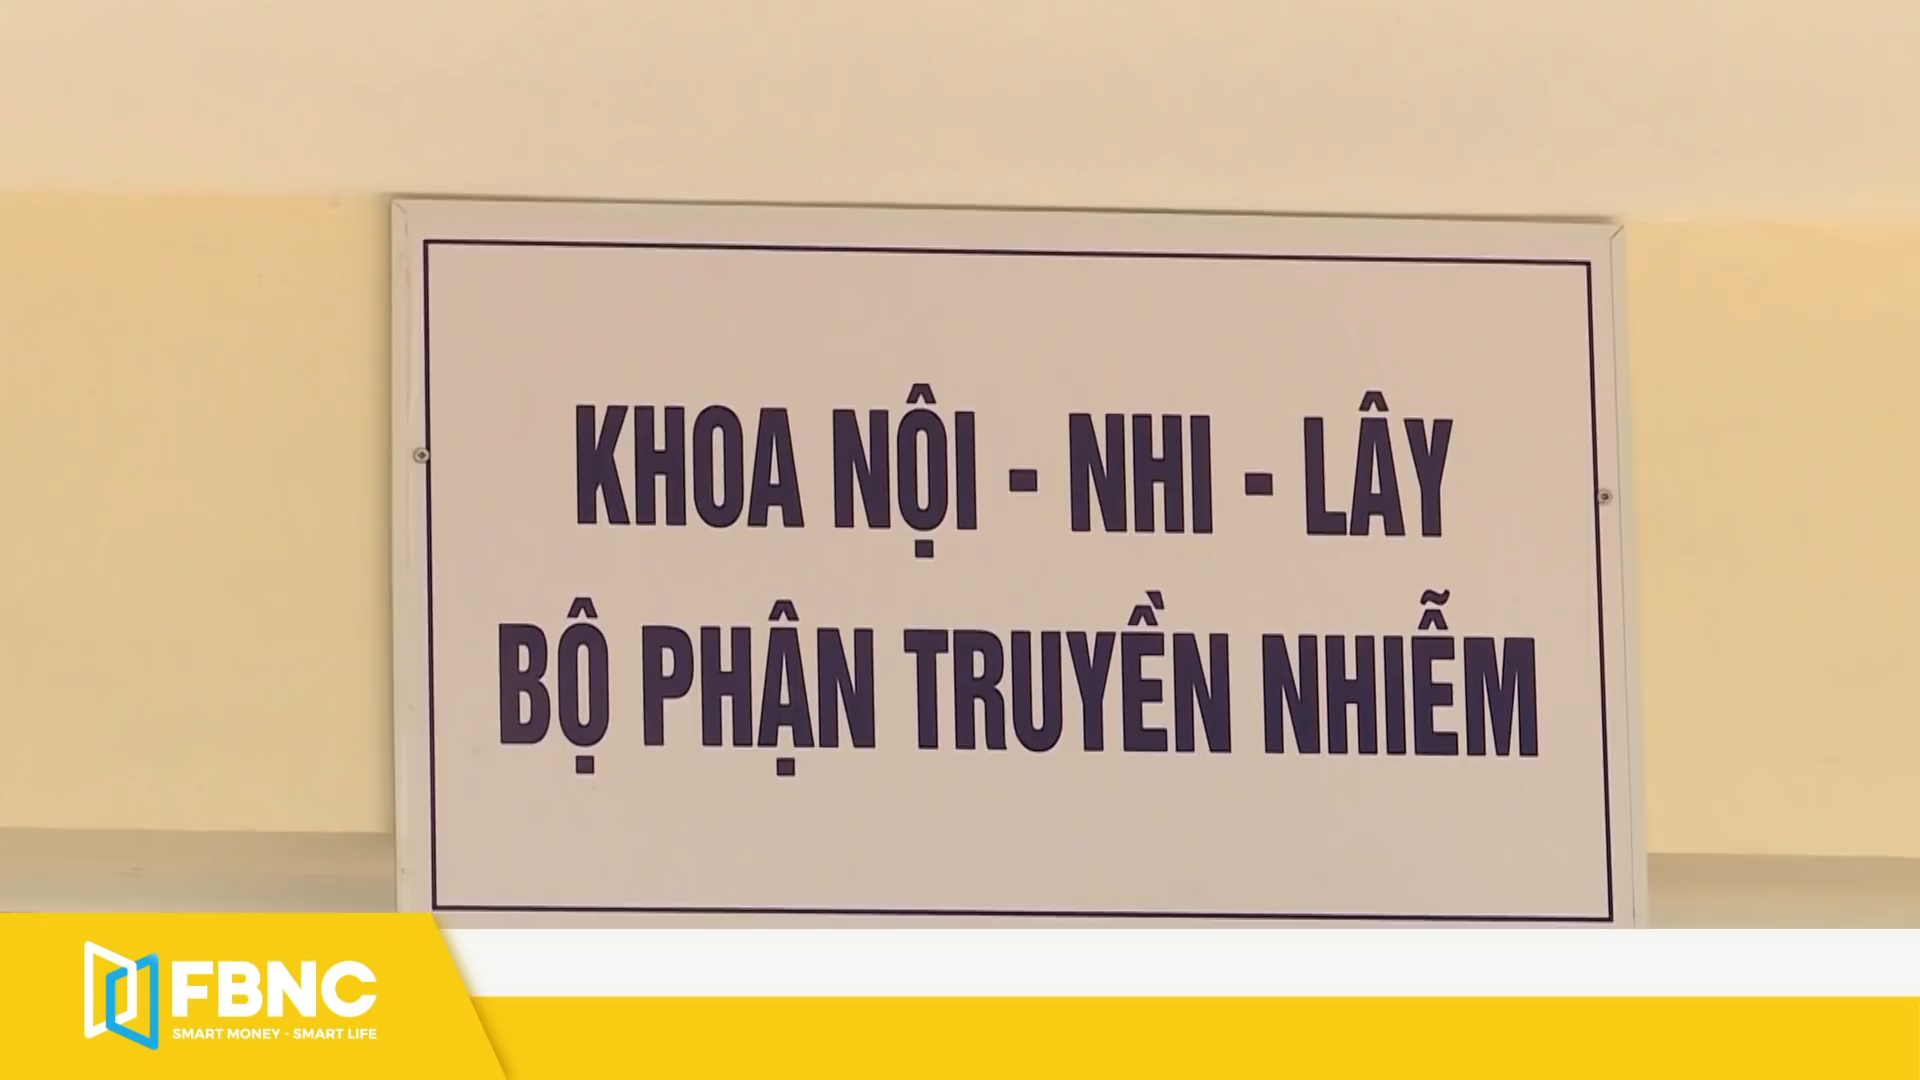 KHOA NỘI - NHI - LÂY
BỘ PHẬN TRUYỀN NHIỄM
FBNC
SMART MONEY - SMART LIFE